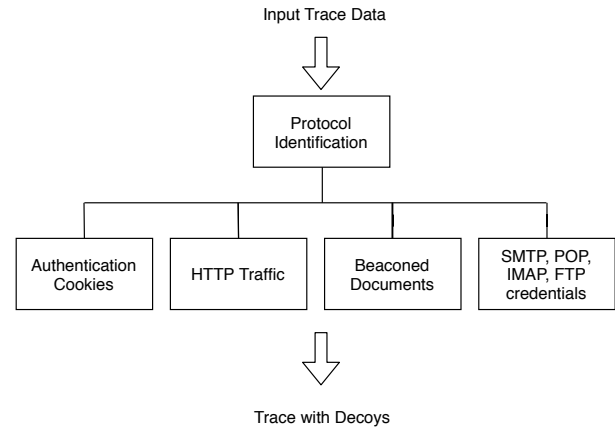 Input Trace Data
Protocol
Identification
Authentication
Cookies
HTTP Traffic
Beaconed
Documents
SMTP, POP,
IMAP, FTP
credentials
Trace with Decoys